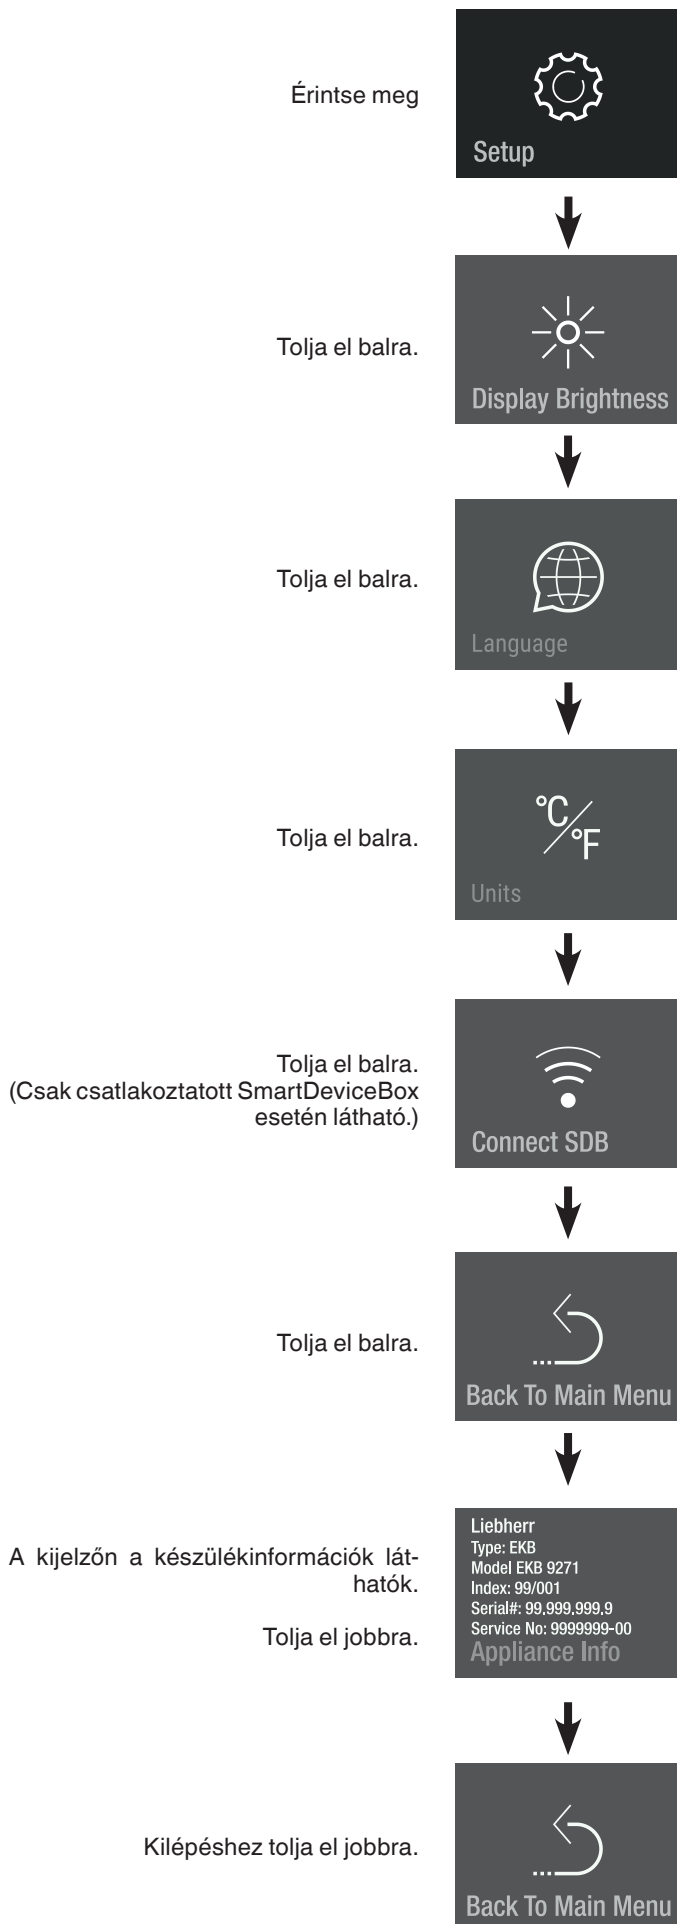 Érintse meg
Setup
Tolja el balra.
Display Brightness
Tolja el balra.
Language
Tolja el balra.
°C/°F
Units
Tolja el balra.
(Csak csatlakoztatott SmartDeviceBox
esetén látható.)
Connect SDB
Tolja el balra.
Back To Main Menu
A kijelzőn a készülékinformációk lát-
hatók.
Tolja el jobbra.
Liebherr
Type: EKB
Model EKB 9271
Index: 99/001
Serial#: 99.999.999.9
Service No: 9999999-00
Appliance Info
Kilépéshez tolja el jobbra.
Back To Main Menu